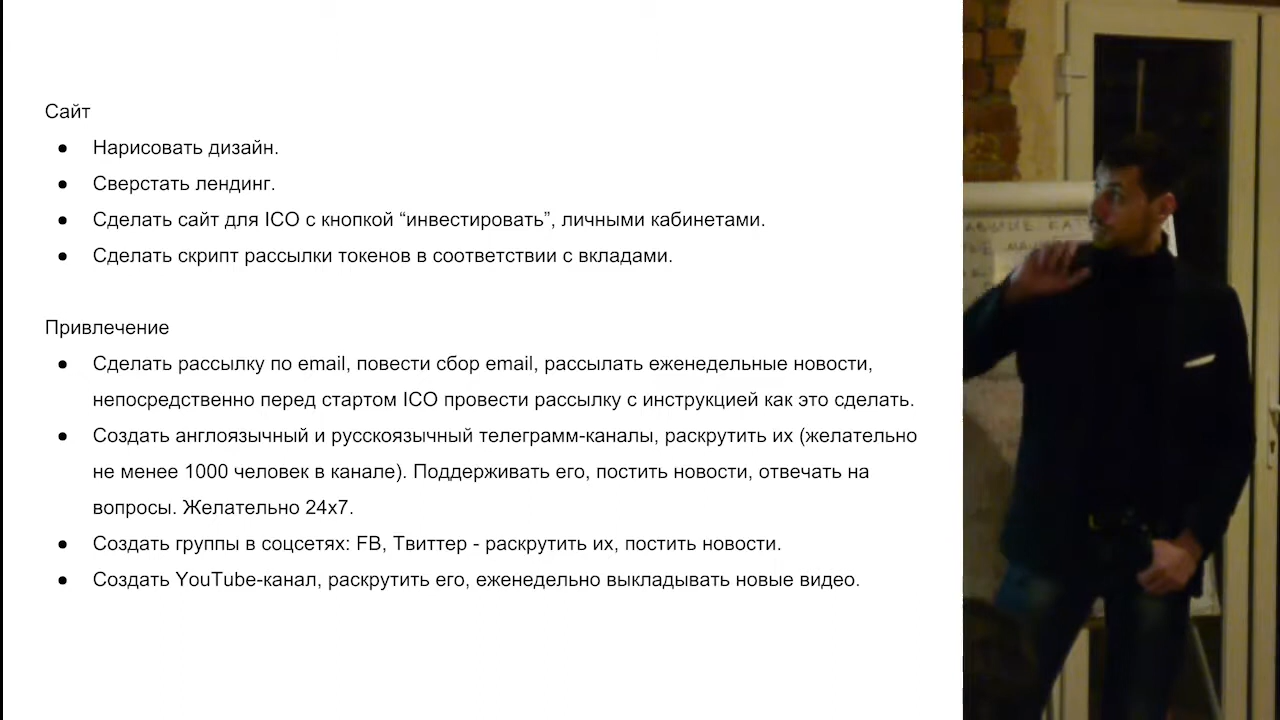 Сайт
● Нарисовать дизайн.
● Сверстать лендинг.
● Сделать сайт для ICO с кнопкой “инвестировать”, личными кабинетами.
● Сделать скрипт рассылки токенов в соответствии с вкладами.
Привлечение
● Сделать рассылку по email, повести сбор email, рассылать еженедельные новости,
непосредственно перед стартом ICO провести рассылку с инструкцией как это сделать.
● Создать англоязычный и русскоязычный телеграмм-каналы, раскрутить их (желательно
не менее 1000 человек в канале). Поддерживать его, постить новости, отвечать на
вопросы. Желательно 24х7.
● Создать группы в соцсетях: FB, Твиттер - раскрутить их, постить новости.
● Создать YouTube-канал, раскрутить его, еженедельно выкладывать новые видео.